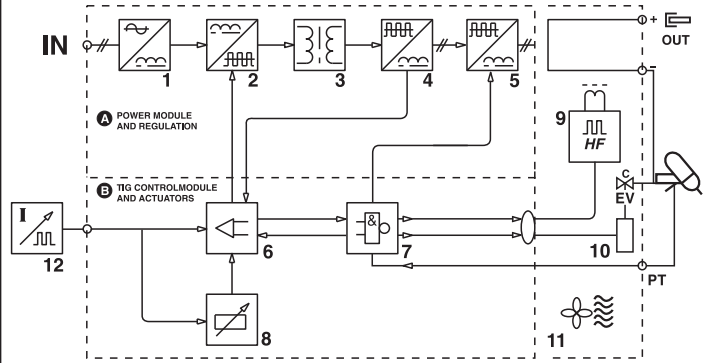 IN
+
OUT
-
1
2
3
4
5
A POWER MODULE
AND REGULATION
9
HF
B TIG CONTROLMODULE
AND ACTUATORS
C
EV
I
&
6
7
10
12
PT
8
11